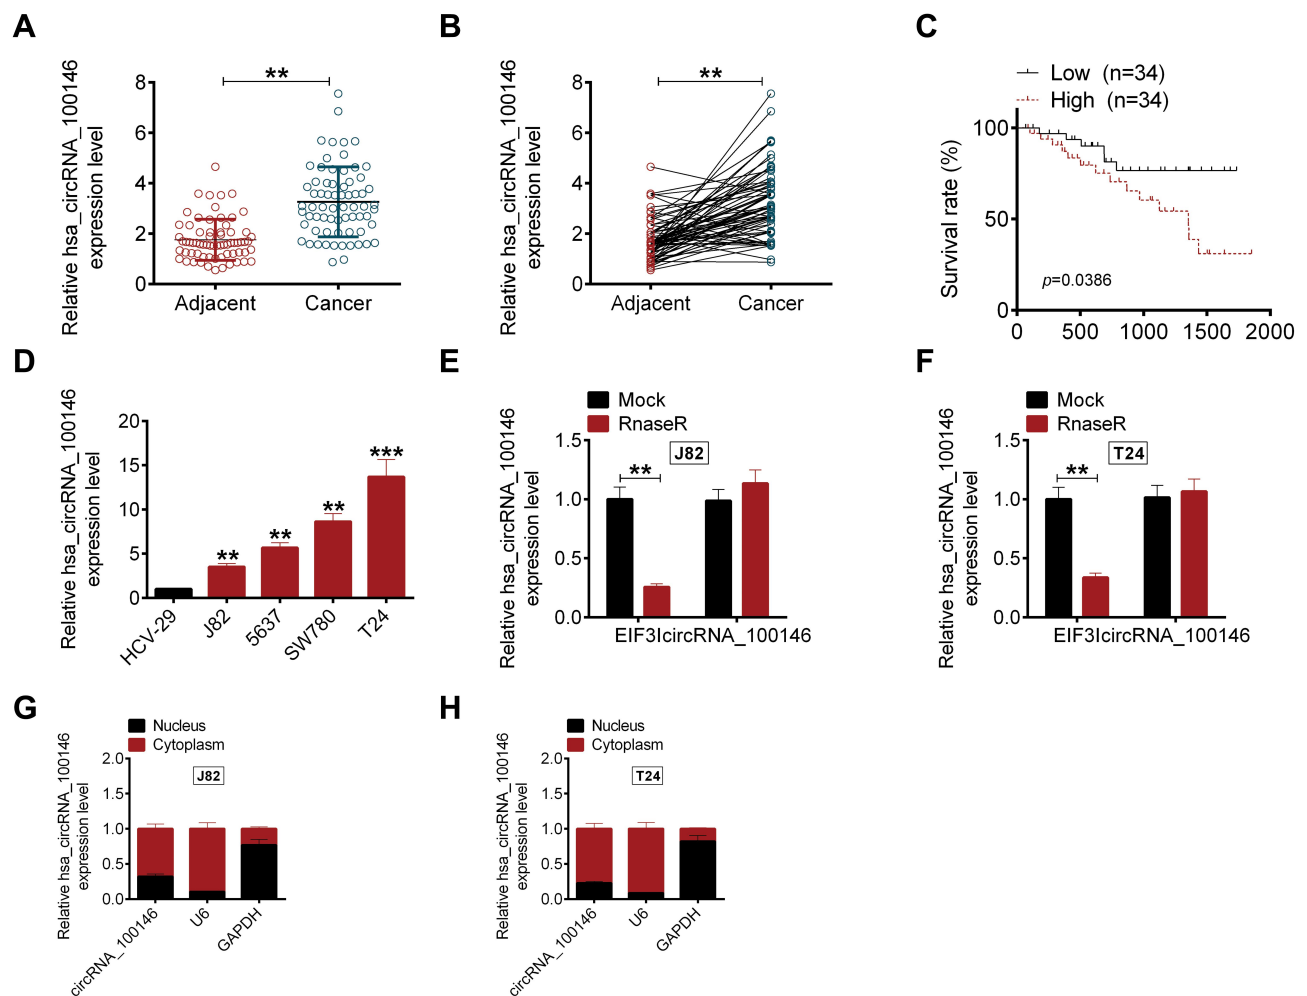 A
Relative hsa_circRNA_100146
expression level
8
6
4
2
0
**
Adjacent
Cancer
B
Relative hsa_circRNA_100146
expression level
8
6
4
2
0
**
Adjacent
Cancer
C
Low (n=34)
High (n=34)
Survival rate (%)
100
50
0
p=0.0386
0
500
1000
1500
2000
D
Relative hsa_circRNA_100146
expression level
20
15
10
5
0
**
**
**
***
HCV-29
J82
5637
SW780
T24
E
Mock
RnaseR
J82
Relative hsa_circRNA_100146
expression level
1.5
1.0
0.5
0.0
**
EIF3IcircRNA_100146
F
Mock
RnaseR
T24
Relative hsa_circRNA_100146
expression level
1.5
1.0
0.5
0.0
**
EIF3IcircRNA_100146
G
Nucleus
Cytoplasm
J82
Relative hsa_circRNA_100146
expression level
2.0
1.5
1.0
0.5
0.0
circRNA_100146
U6
GAPDH
H
Nucleus
Cytoplasm
T24
Relative hsa_circRNA_100146
expression level
2.0
1.5
1.0
0.5
0.0
circRNA_100146
U6
GAPDH